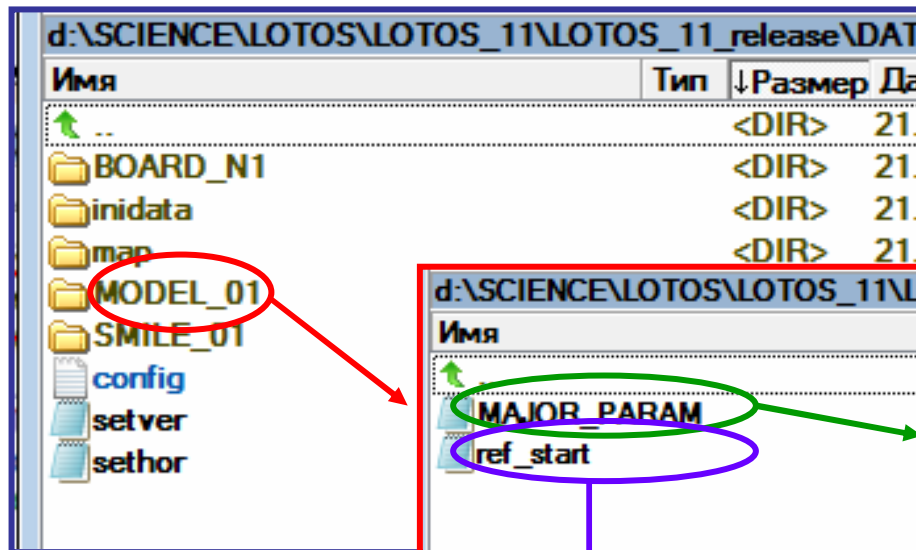 d:\SCIENCE\LOTOS\LOTOS_11\LOTOS_11_release\DAT
Имя Тип ↓Размер Да
.. <DIR> 21.
BOARD_N1 <DIR> 21.
inidata <DIR> 21.
map <DIR> 21.
MODEL_01
SMILE_01
config
setver
sethor
d:\SCIENCE\LOTOS\LOTOS_11\L
Имя
..
MAJOR_PARAM
ref_start